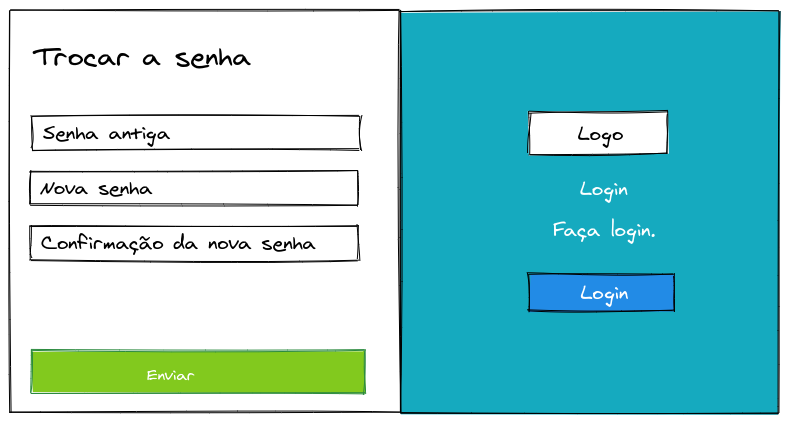 Trocar a senha
Senha antiga
Nova senha
Confirmação da nova senha
Enviar
Logo
Login
Faça login.
Login